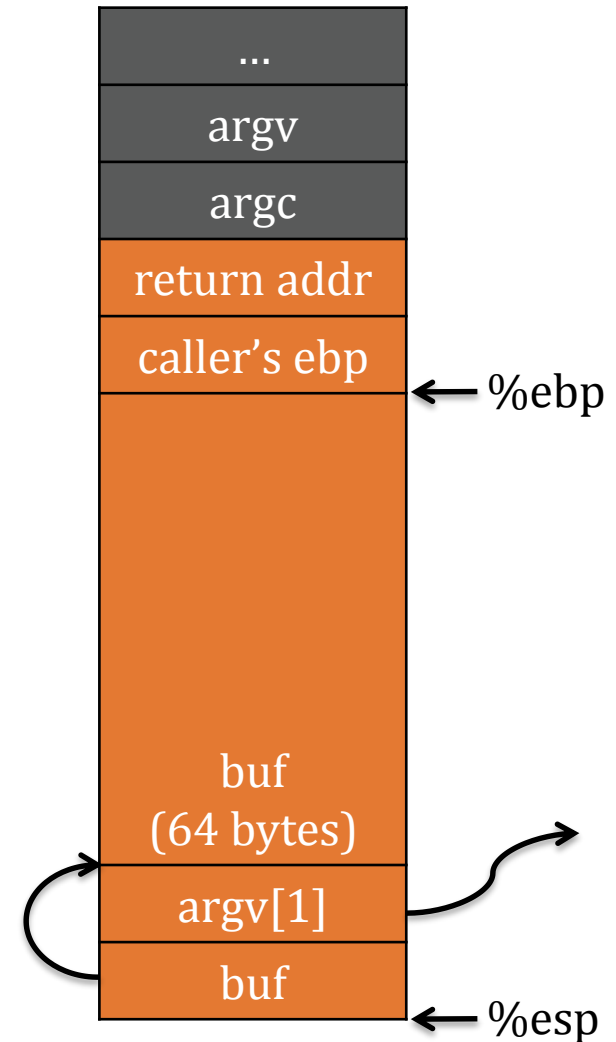 ...
argv
argc
return addr
caller’s ebp
%ebp
buf
(64 bytes)
argv[1]
buf
%esp